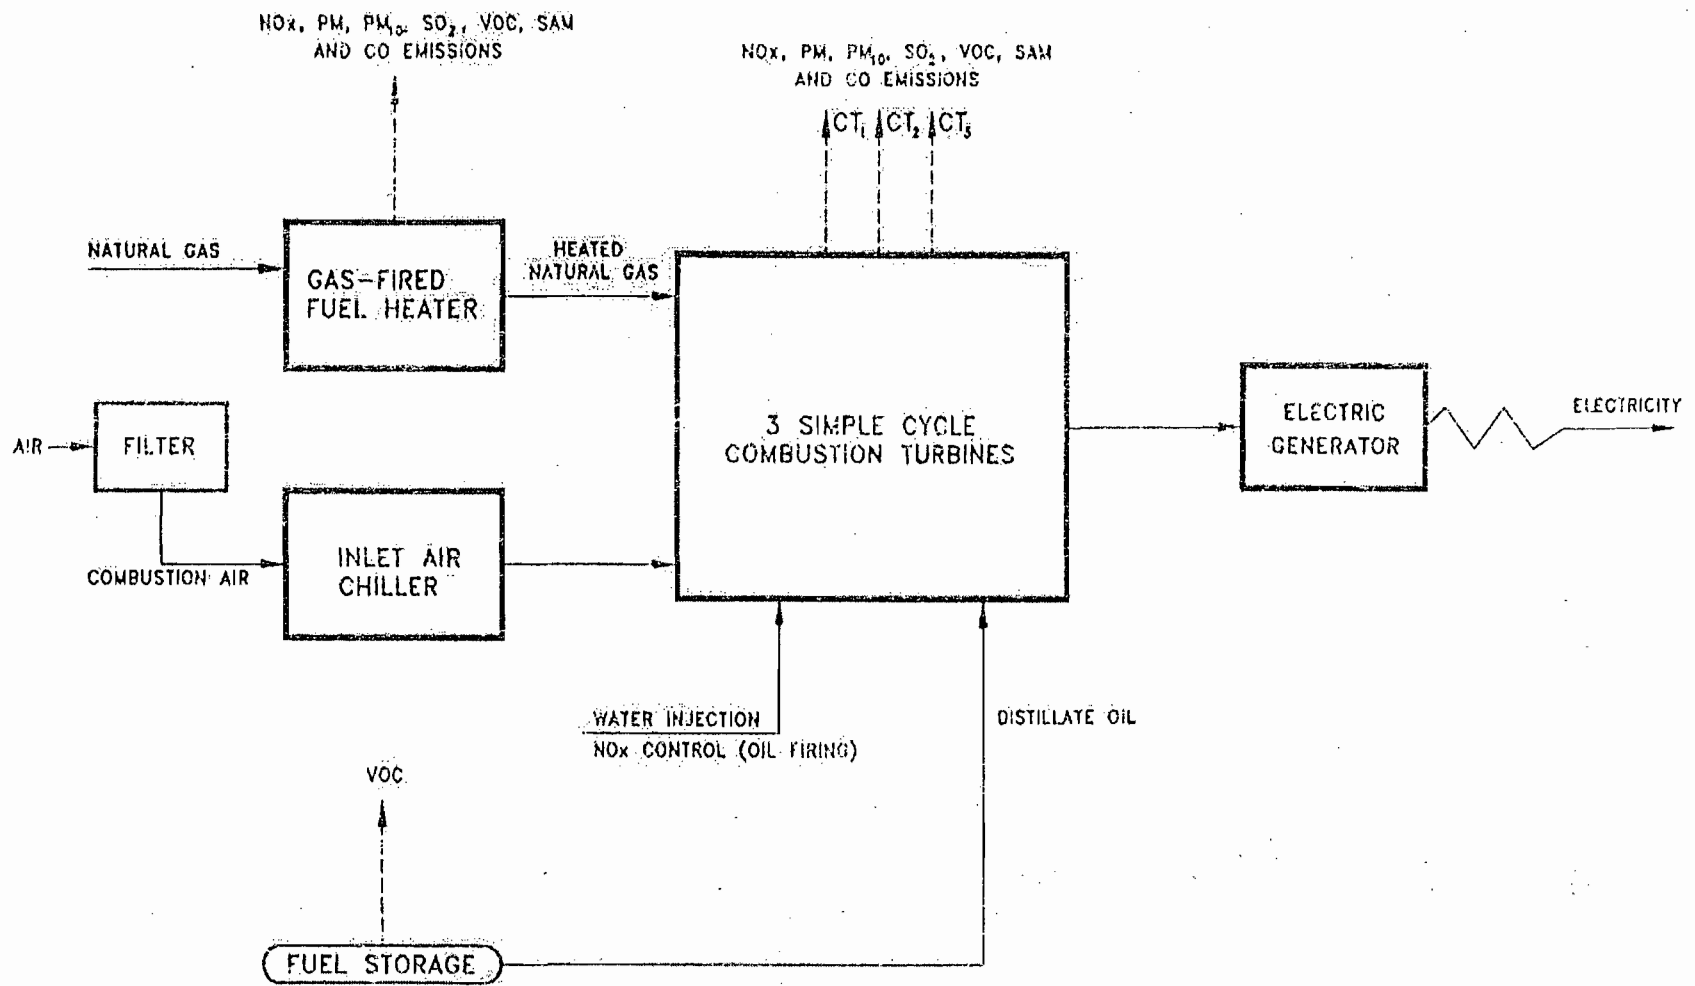 NOx, PM, PM10, SO2, VOC, SAM
AND CO EMISSIONS
NOx, PM, PM10, SO2, VOC, SAM
AND CO EMISSIONS
CT1 CT2 CT3
NATURAL GAS
GAS-FIRED
FUEL HEATER
HEATED
NATURAL GAS
AIR
FILTER
COMBUSTION AIR
INLET AIR
CHILLER
3 SIMPLE CYCLE
COMBUSTION TURBINES
ELECTRIC
GENERATOR
ELECTRICITY
WATER INJECTION
NOx CONTROL (OIL FIRING)
DISTILLATE OIL
VOC
FUEL STORAGE